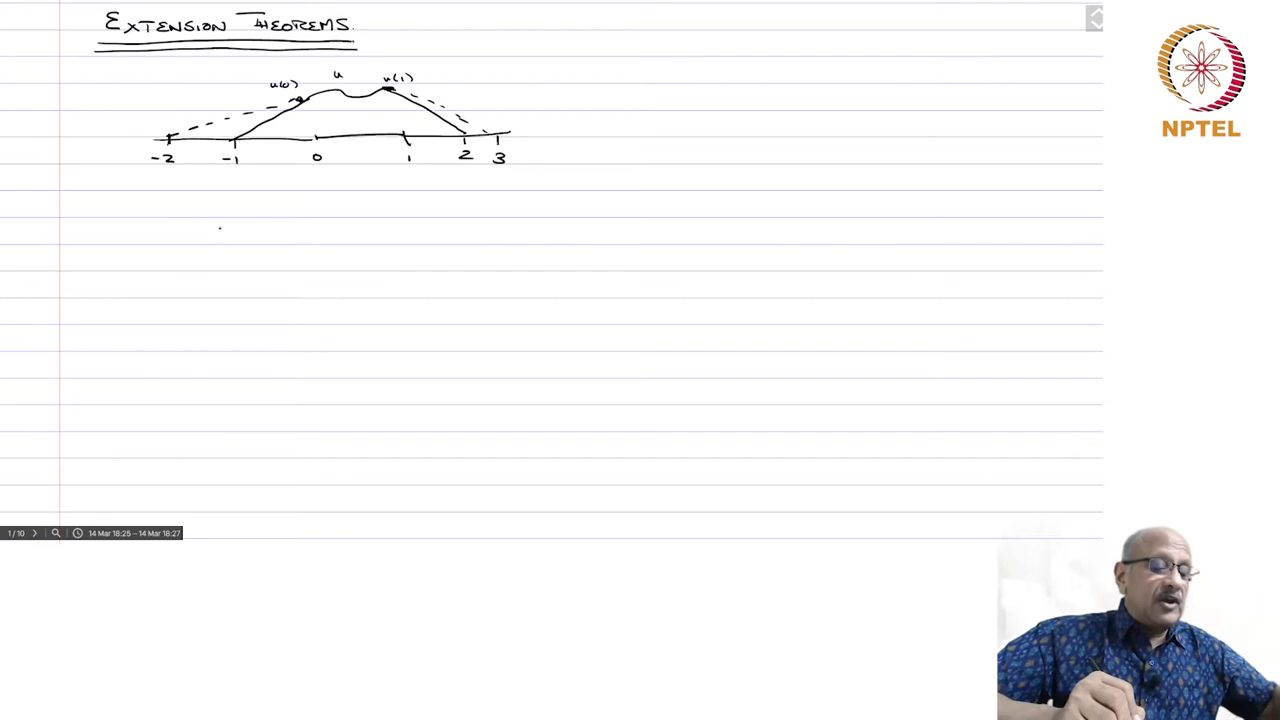 EXTENSION THEOREMS.
u(0) u u(1)
-2 -1 0 1 2 3
NPTEL
1 / 10 14 Mar 18:25 – 14 Mar 18:27